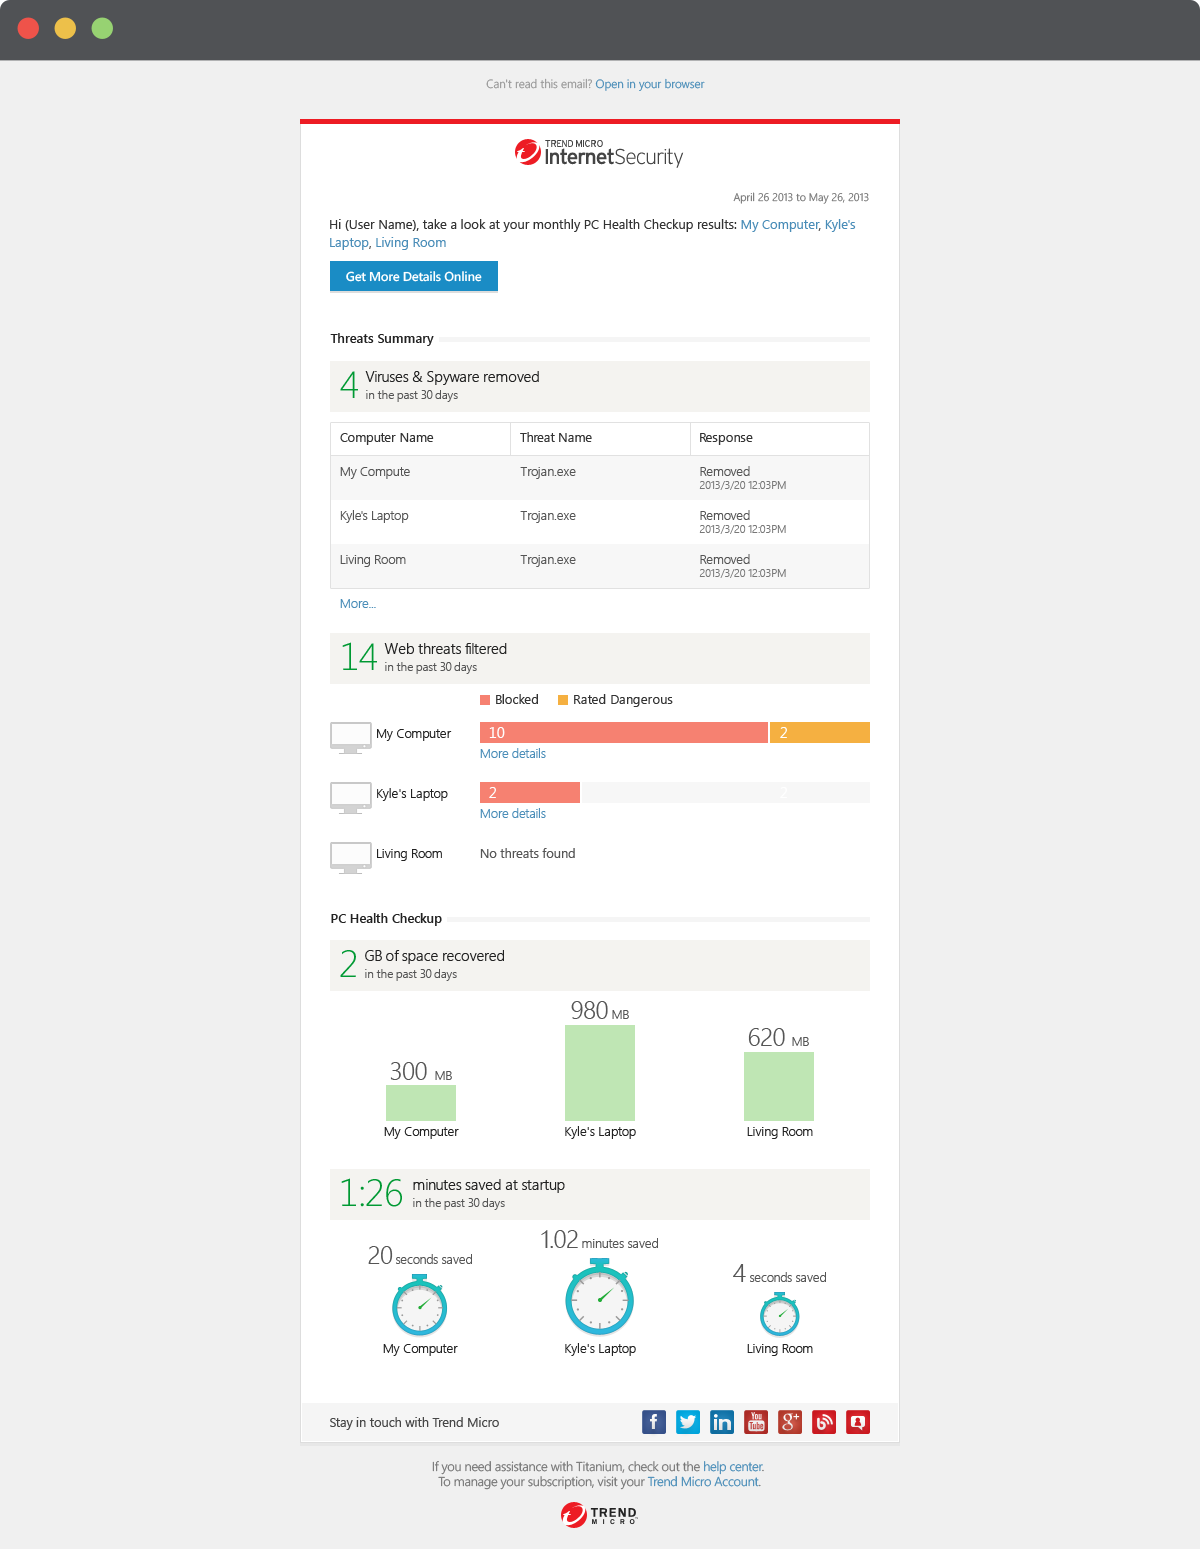 Can't read this email? Open in your browser
TREND MICRO
InternetSecurity
April 26 2013 to May 26, 2013
Hi (User Name), take a look at your monthly PC Health Checkup results: My Computer, Kyle's
Laptop, Living Room
Get More Details Online
Threats Summary
4 Viruses & Spyware removed
in the past 30 days
Computer Name Threat Name Response
My Compute Trojan.exe Removed
2013/3/20 12:03PM
Kyle's Laptop Trojan.exe Removed
2013/3/20 12:03PM
Living Room Trojan.exe Removed
2013/3/20 12:03PM
More...
14 Web threats filtered
in the past 30 days
Blocked Rated Dangerous
My Computer 10 2
More details
Kyle's Laptop 2 2
More details
Living Room No threats found
PC Health Checkup
2 GB of space recovered
in the past 30 days
300 MB 980 MB 620 MB
My Computer Kyle's Laptop Living Room
1:26 minutes saved at startup
in the past 30 days
20 seconds saved 1.02 minutes saved 4 seconds saved
My Computer Kyle's Laptop Living Room
Stay in touch with Trend Micro f in You Tube g+
If you need assistance with Titanium, check out the help center.
To manage your subscription, visit your Trend Micro Account.
TREND
MICRO